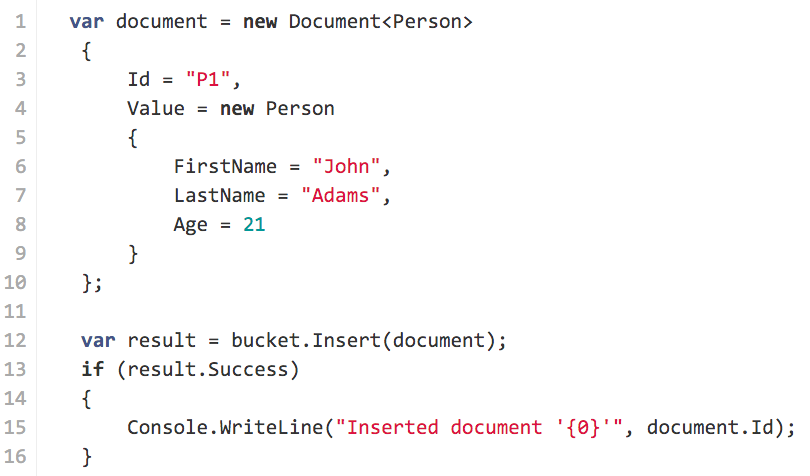 1 var document = new Document<Person>
2 {
3 Id = "P1",
4 Value = new Person
5 {
6 FirstName = "John",
7 LastName = "Adams",
8 Age = 21
9 }
10 };
11
12 var result = bucket.Insert(document);
13 if (result.Success)
14 {
15 Console.WriteLine("Inserted document '{0}'", document.Id);
16 }